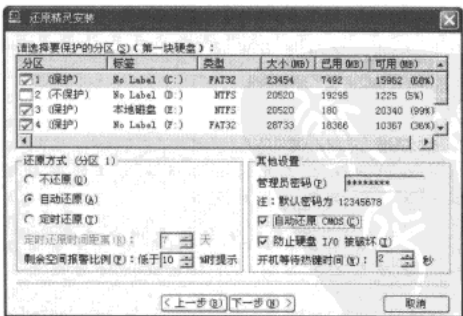 还原精灵安装
请选择要保护的分区(S)(第一块硬盘):
分区 标签 类型 大小(MB) 已用(MB) 可用(MB)
1 (保护) No Label (C:) FAT32 23454 7492 15962 (68%)
2 (不保护) No Label (D:) NTFS 20520 19295 1225 (5%)
3 (保护) 本地磁盘 (E:) NTFS 20520 180 20340 (99%)
4 (保护) No Label (F:) FAT32 28733 18366 10367 (36%)
还原方式 (分区 1)
不还原(O)
自动还原(A)
定时还原(T)
定时还原时间距离(R): 7 天
剩余空间报警比例(P):低于 10 %时提示
其他设置
管理员密码(P) ********
注:默认密码为 12345678
自动还原 CMOS(C)
防止硬盘 I/O 被破坏(I)
开机等待热键时间(W): 2 秒
<上一步(B) 下一步(N)> 取消